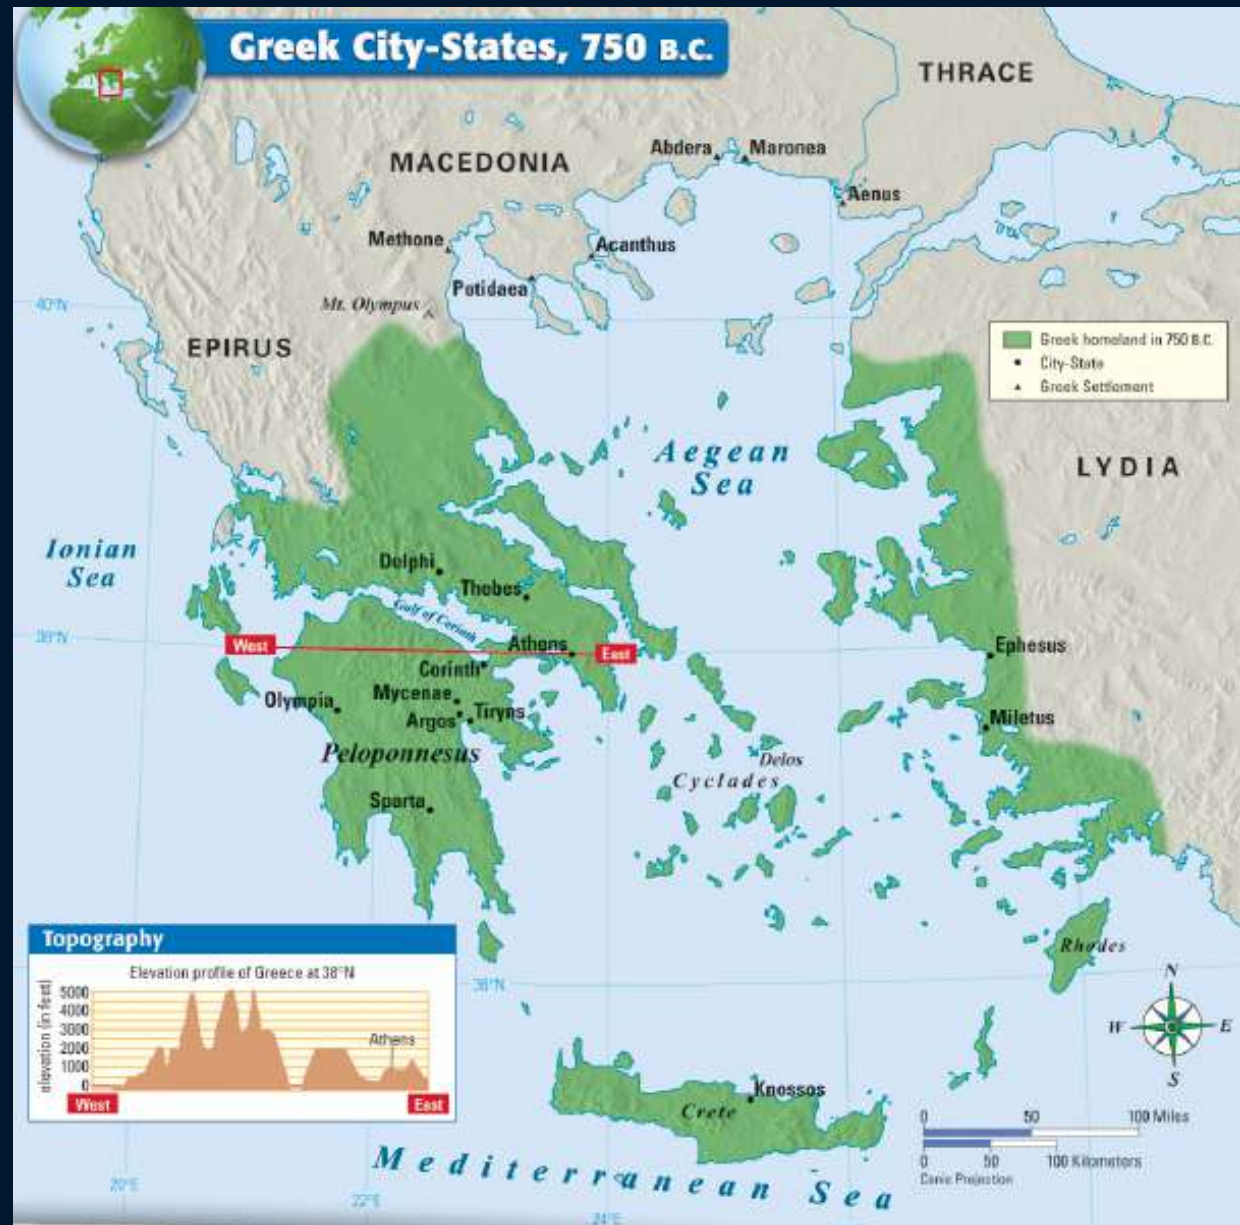 Greek City-States, 750 B.C.
THRACE
MACEDONIA
Abdera
Maronea
Aenus
Methone
Acanthus
Potidaea
40°N
Mt. Olympus
EPIRUS
Greek homeland in 750 B.C.
City-State
Greek Settlement
Aegean
Sea
LYDIA
Ionian
Sea
Delphi
Thebes
Gulf of Corinth
38°N
West
Athens
East
Ephesus
Corinth
Olympia
Mycenae
Argos
Tiryns
Miletus
Peloponnesus
Delos
Cyclades
Sparta
Rhodes
Topography
Elevation profile of Greece at 38°N
elevation (in feet)
5000
4000
3000
2000
1000
0
Athens
West
East
36°N
N
W
E
S
Knossos
Crete
0 50 100 Miles
0 50 100 Kilometers
Conic Projection
Mediterranean Sea
20°E
22°E
24°E